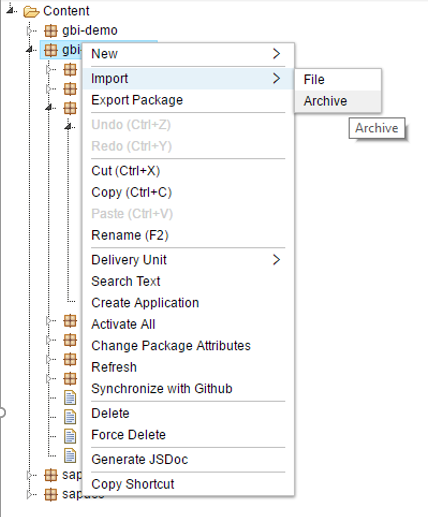 Content
gbi-demo
gbi-
New
Import
File
Export Package
Archive
Undo (Ctrl+Z)
Archive
Redo (Ctrl+Y)
Cut (Ctrl+X)
Copy (Ctrl+C)
Paste (Ctrl+V)
Rename (F2)
Delivery Unit
Search Text
Create Application
Activate All
Change Package Attributes
Refresh
Synchronize with Github
Delete
Force Delete
Generate JSDoc
Copy Shortcut